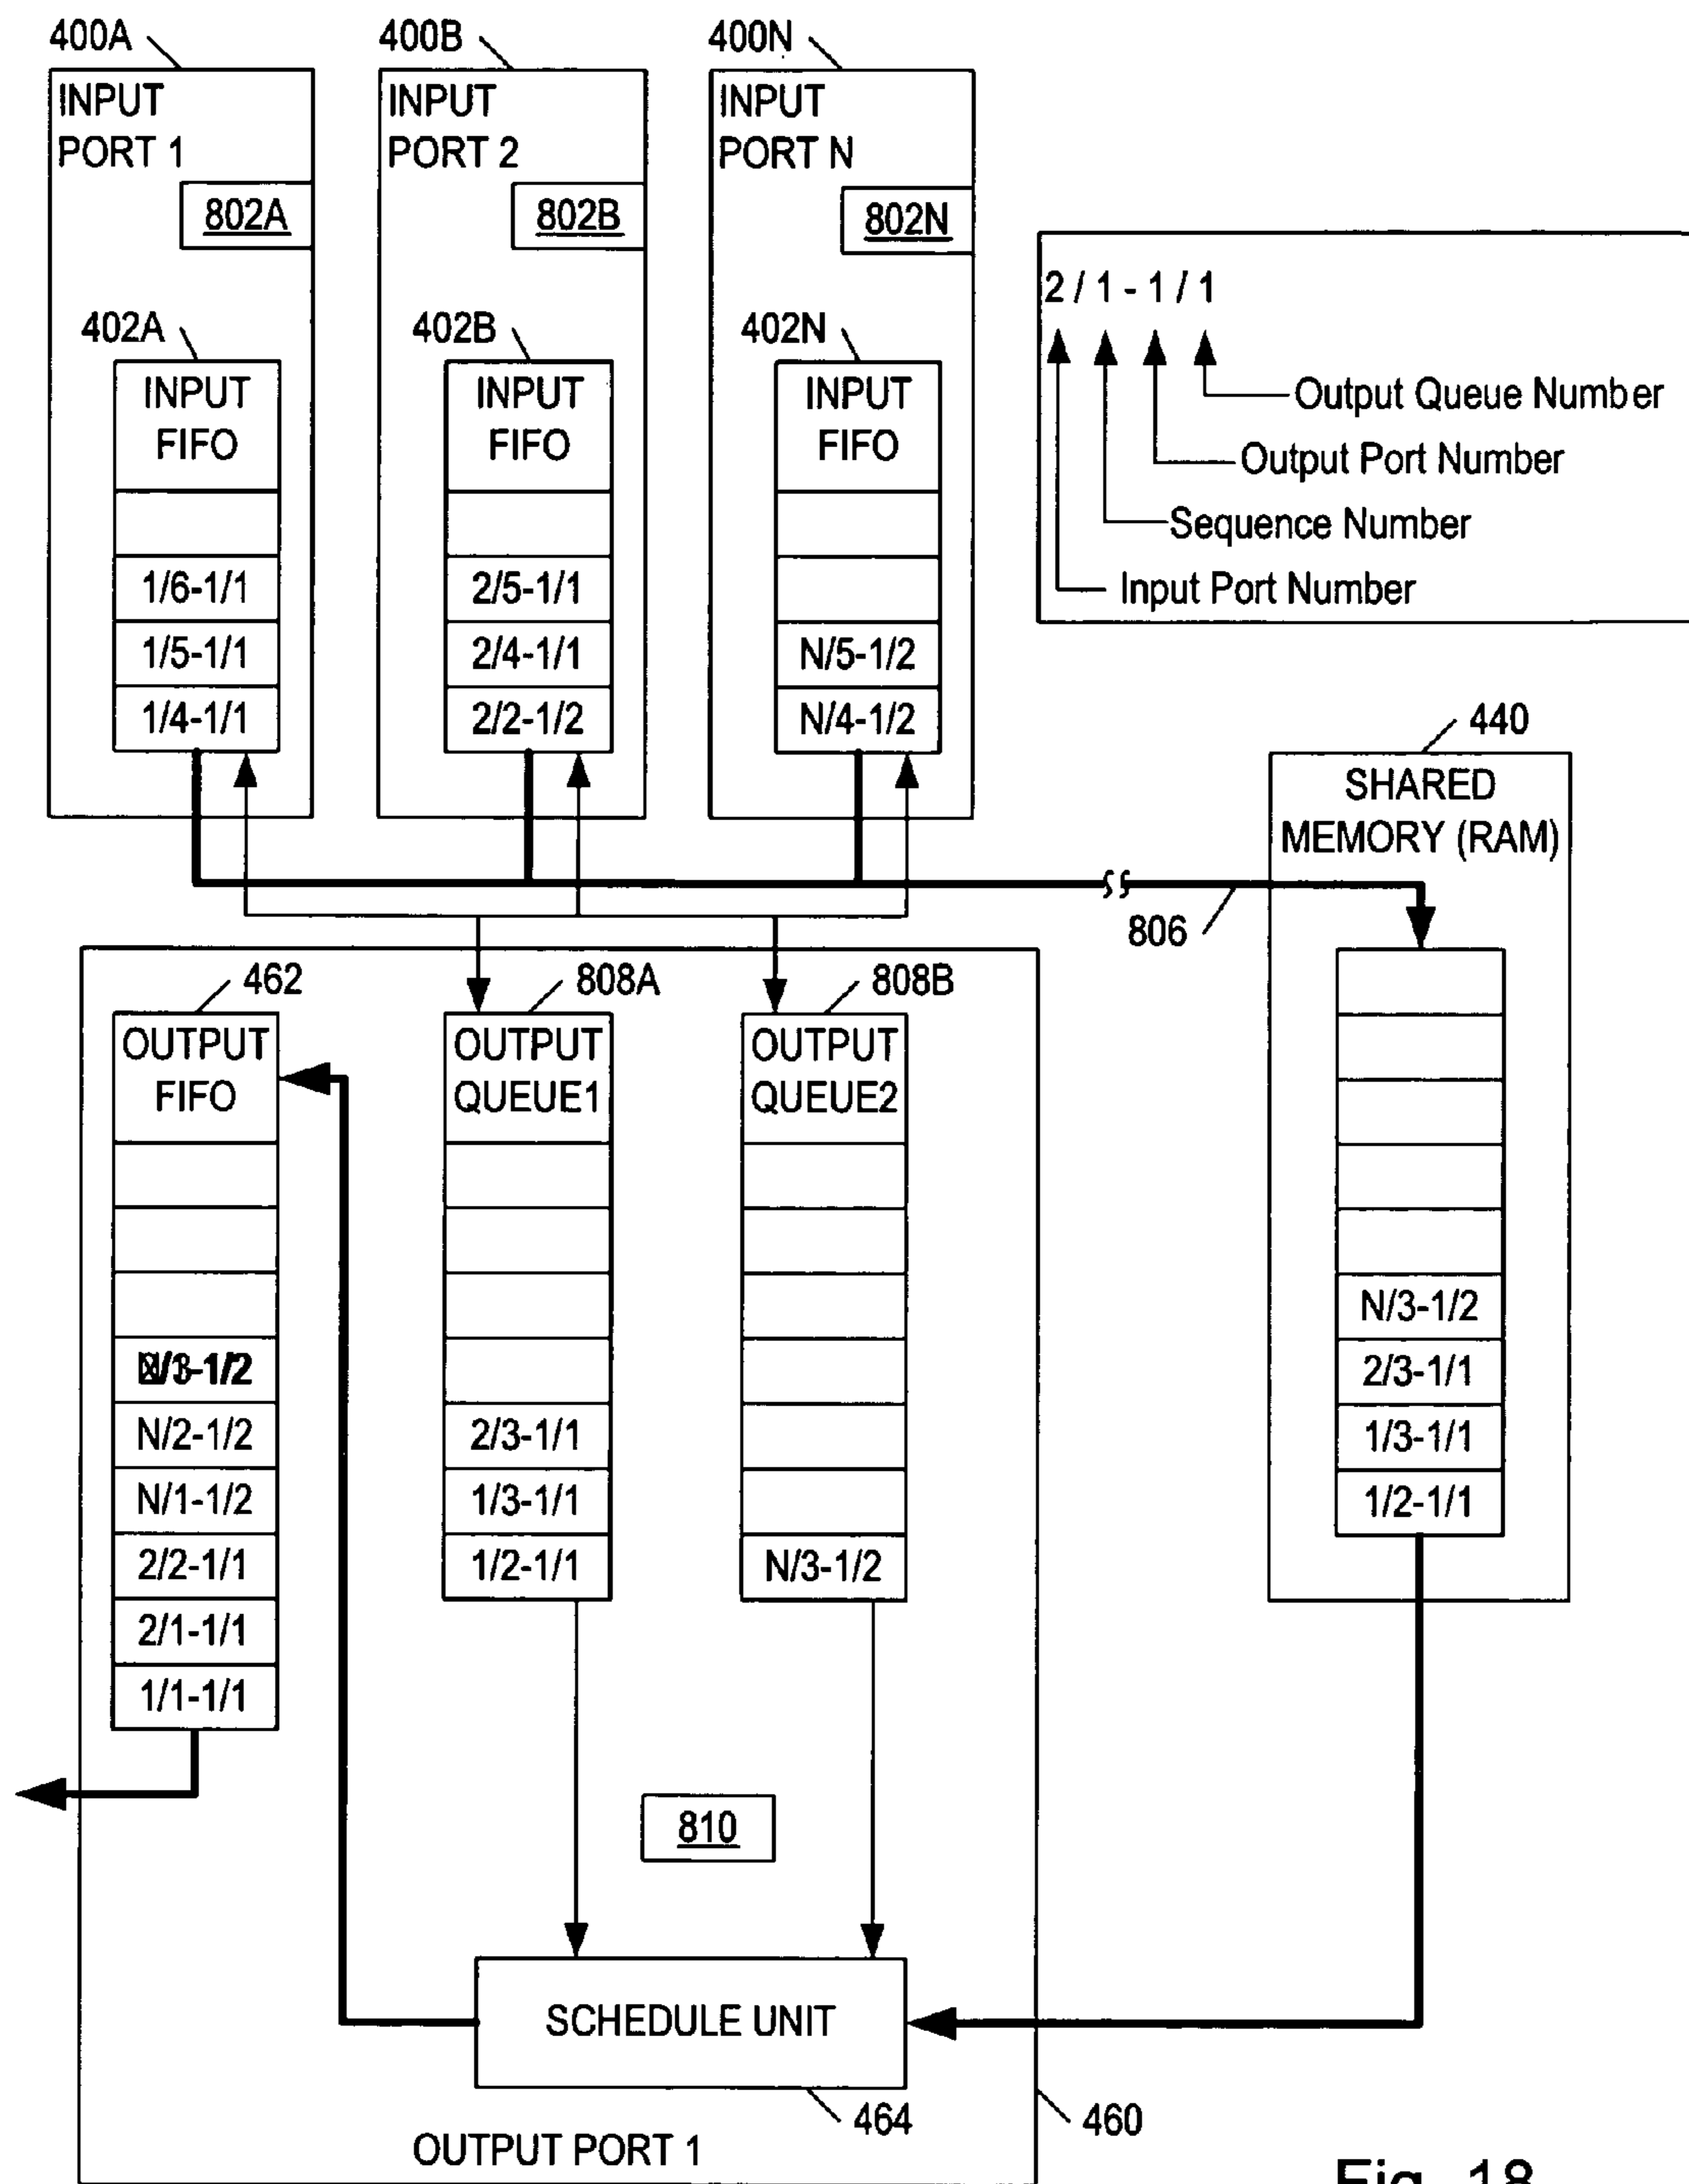 400A
400B
400N
INPUT
PORT 1
INPUT
PORT 2
INPUT
PORT N
802A
802B
802N
2 / 1 - 1 / 1
Output Queue Number
Output Port Number
Sequence Number
Input Port Number
402A
402B
402N
INPUT
FIFO
1/6-1/1
1/5-1/1
1/4-1/1
INPUT
FIFO
2/5-1/1
2/4-1/1
2/2-1/2
INPUT
FIFO
N/5-1/2
N/4-1/2
440
SHARED
MEMORY (RAM)
806
N/3-1/2
2/3-1/1
1/3-1/1
1/2-1/1
462
808A
808B
OUTPUT
FIFO
N/2-1/2
N/1-1/2
2/2-1/1
2/1-1/1
1/1-1/1
OUTPUT
QUEUE1
2/3-1/1
1/3-1/1
1/2-1/1
OUTPUT
QUEUE2
N/3-1/2
810
SCHEDULE UNIT
464
460
OUTPUT PORT 1
Fig. 18